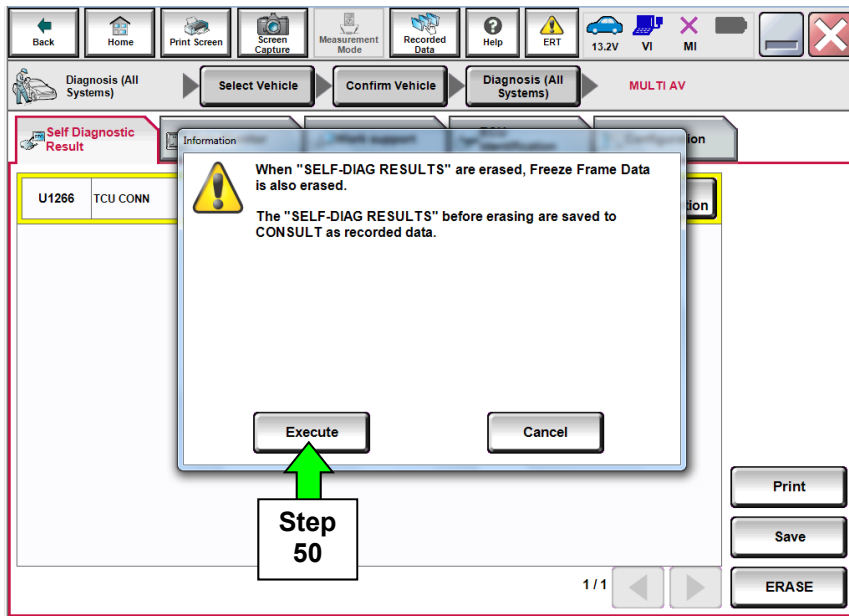 Back
Home
Print Screen
Screen
Capture
Measurement
Mode
Recorded
Data
Help
ERT
13.2V
VI
MI
Diagnosis (All
Systems)
Select Vehicle
Confirm Vehicle
Diagnosis (All
Systems)
MULTI AV
Self Diagnostic
Result
ion
Information
When "SELF-DIAG RESULTS" are erased, Freeze Frame Data
is also erased.
The "SELF-DIAG RESULTS" before erasing are saved to
CONSULT as recorded data.
U1266
TCU CONN
tion
Execute
Cancel
Step
50
Print
Save
1/1
ERASE